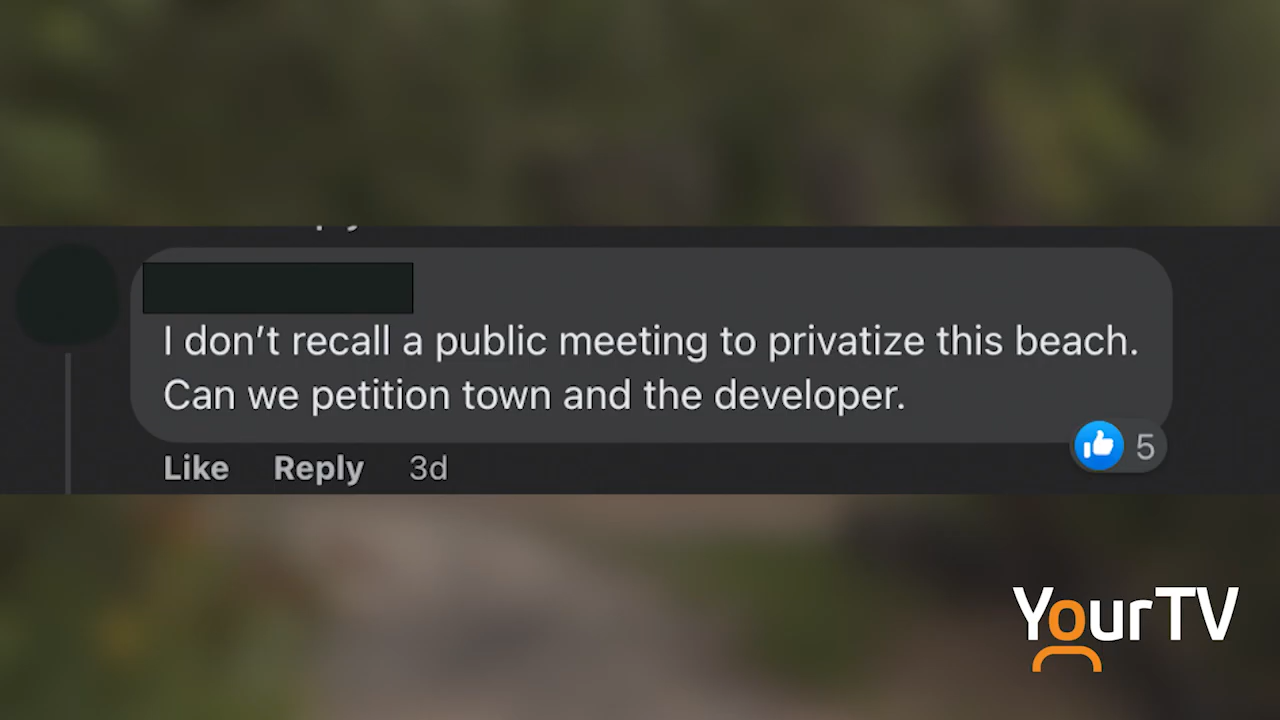 I don't recall a public meeting to privatize this beach.
Can we petition town and the developer.
5
Like Reply 3d
YourTV